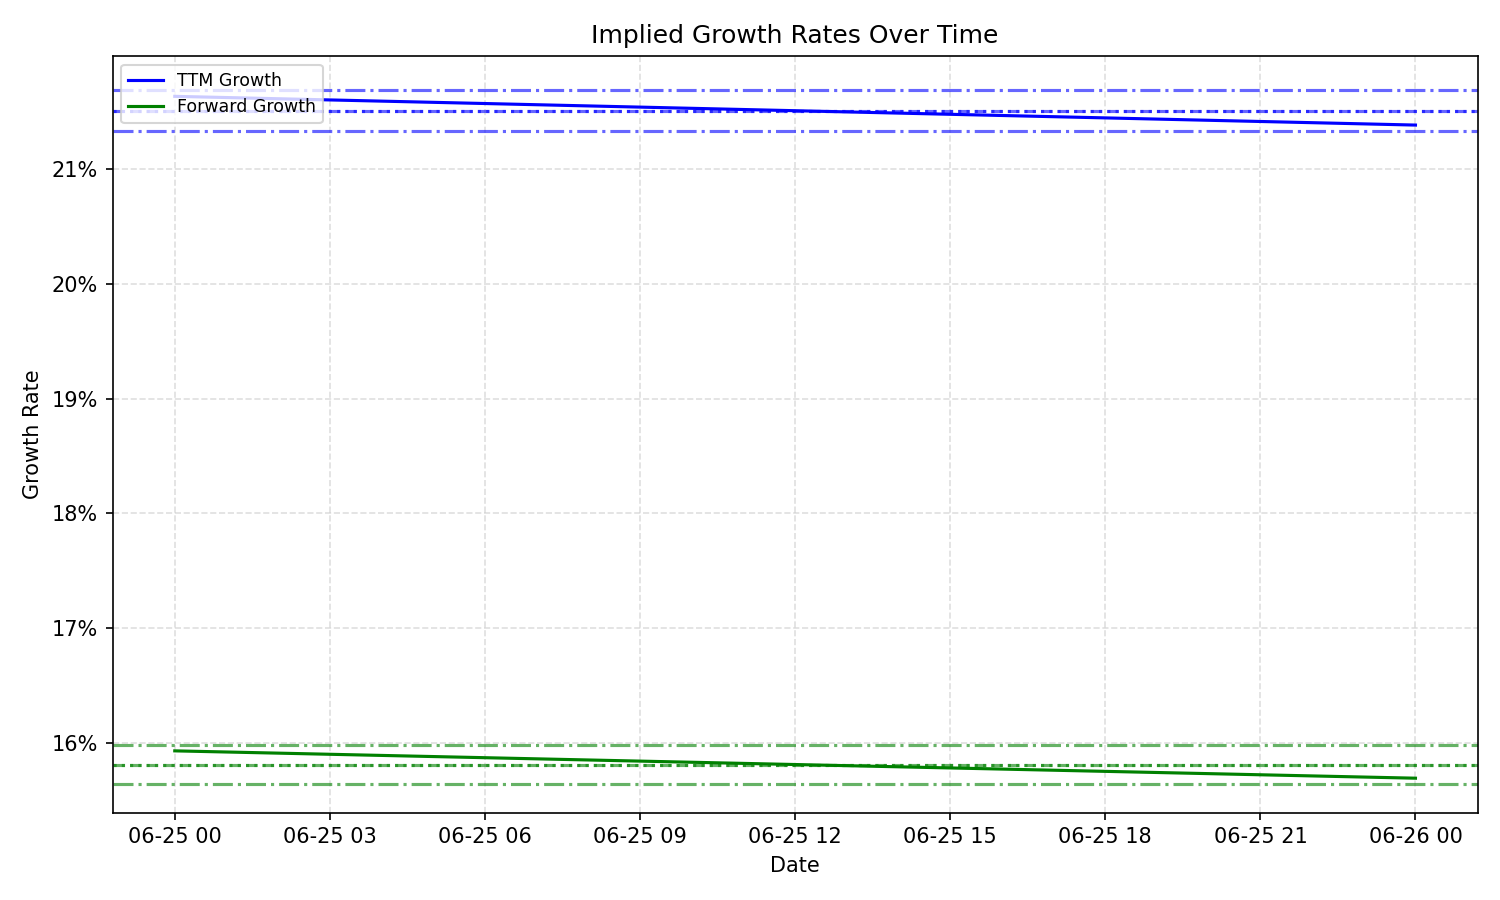 Implied Growth Rates Over Time
TTM Growth
Forward Growth
Growth Rate
21%
20%
19%
18%
17%
16%
06-25 00 06-25 03 06-25 06 06-25 09 06-25 12 06-25 15 06-25 18 06-25 21 06-26 00
Date